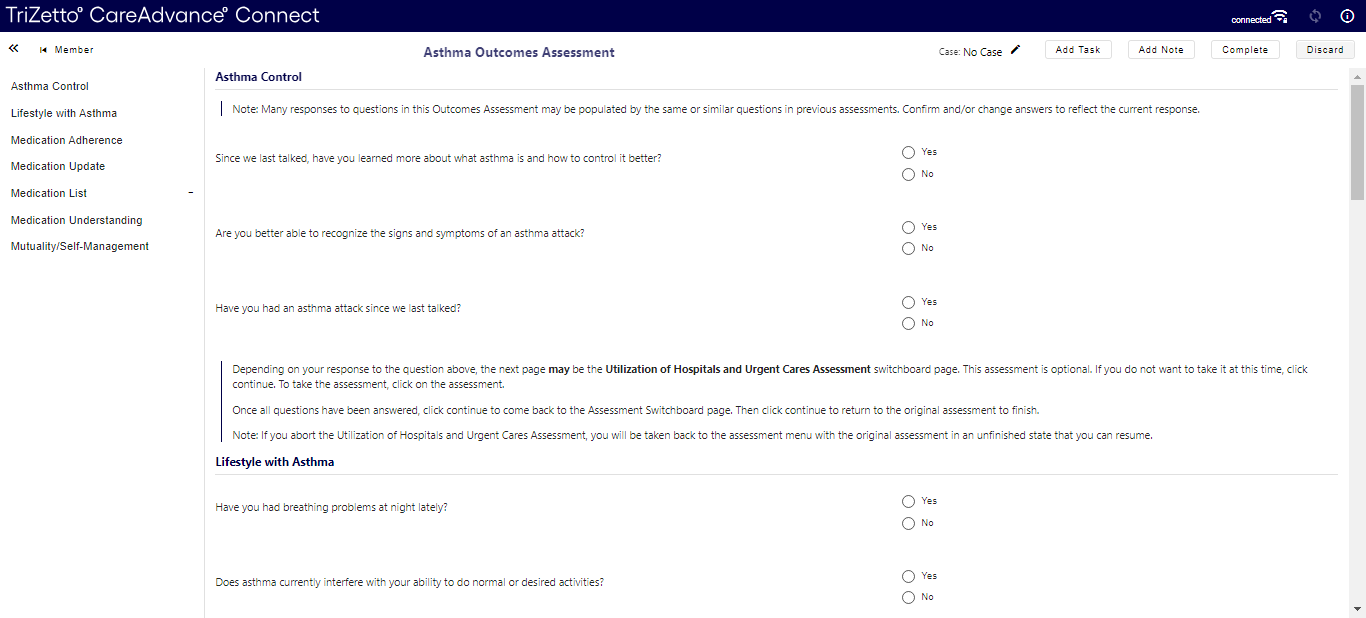 TriZetto® CareAdvance® Connect
connected
Member
Asthma Outcomes Assessment
Case: No Case
Add Task
Add Note
Complete
Discard
Asthma Control
Lifestyle with Asthma
Medication Adherence
Medication Update
Medication List -
Medication Understanding
Mutuality/Self-Management
Asthma Control
Note: Many responses to questions in this Outcomes Assessment may be populated by the same or similar questions in previous assessments. Confirm and/or change answers to reflect the current response.
Since we last talked, have you learned more about what asthma is and how to control it better?
Yes
No
Are you better able to recognize the signs and symptoms of an asthma attack?
Yes
No
Have you had an asthma attack since we last talked?
Yes
No
Depending on your response to the question above, the next page may be the Utilization of Hospitals and Urgent Cares Assessment switchboard page. This assessment is optional. If you do not want to take it at this time, click
continue. To take the assessment, click on the assessment.
Once all questions have been answered, click continue to come back to the Assessment Switchboard page. Then click continue to return to the original assessment to finish.
Note: If you abort the Utilization of Hospitals and Urgent Cares Assessment, you will be taken back to the assessment menu with the original assessment in an unfinished state that you can resume.
Lifestyle with Asthma
Have you had breathing problems at night lately?
Yes
No
Does asthma currently interfere with your ability to do normal or desired activities?
Yes
No